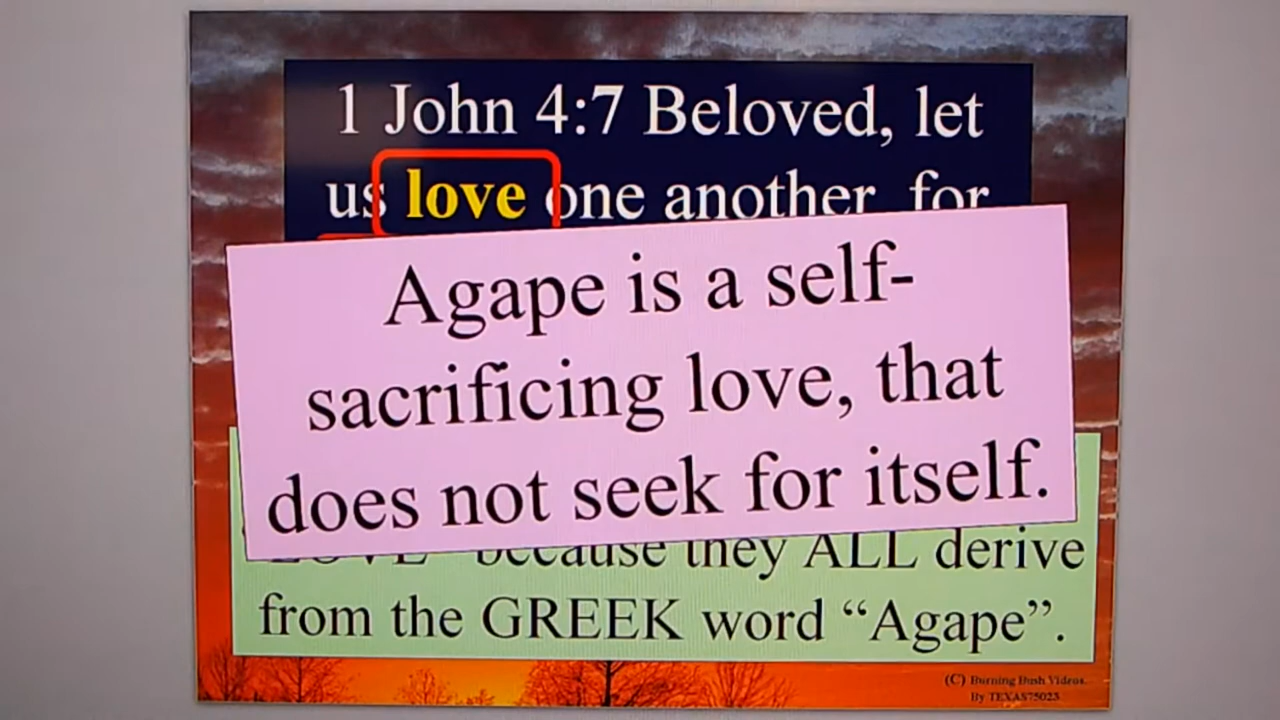 1 John 4:7 Beloved, let
us love one another, for
Agape is a self-
sacrificing love, that
does not seek for itself.
LOVE” because they ALL derive
from the GREEK word “Agape”.
(C) Burning Bush Videos.
By TEXAS75023